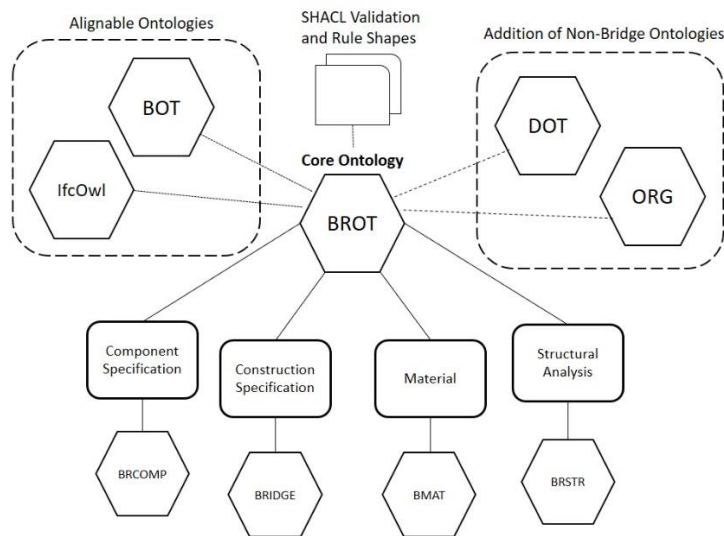 Alignable Ontologies
SHACL Validation
and Rule Shapes
Addition of Non-Bridge Ontologies
BOT
IfcOwl
DOT
ORG
Core Ontology
BROT
Component
Specification
Construction
Specification
Material
Structural
Analysis
BRCOMP
BRIDGE
BMAT
BRSTR